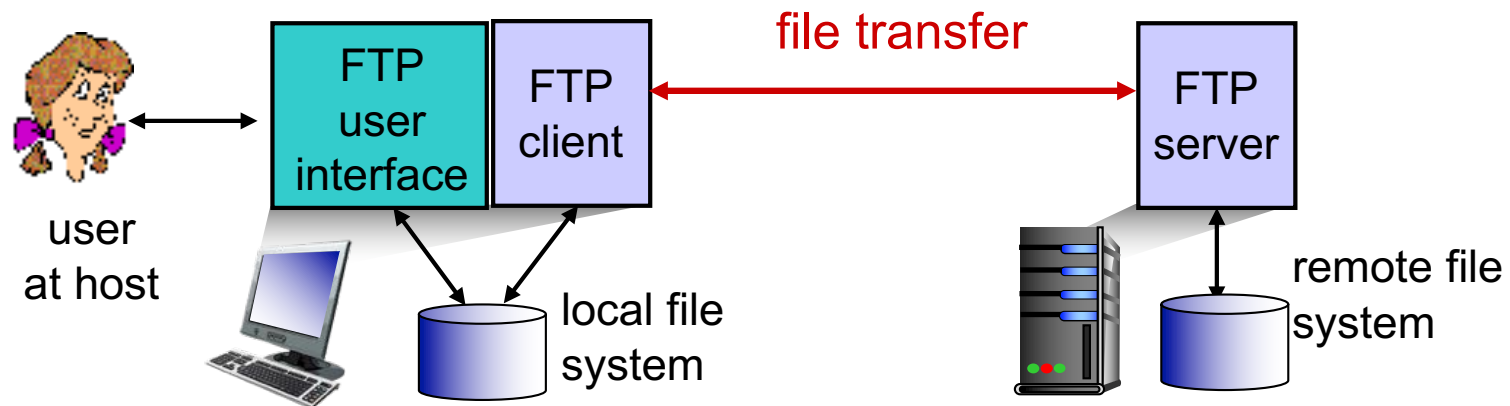 file transfer
FTP
user
interface
FTP
client
FTP
server
user
at host
local file
system
remote file
system